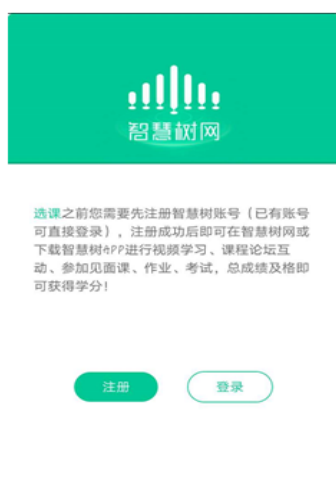 智慧树网
选课之前您需要先注册智慧树账号（已有账号
可直接登录），注册成功后即可在智慧树网或
下载智慧树APP进行视频学习、课程论坛互
动、参加见面课、作业、考试，总成绩及格即
可获得学分！
注册
登录